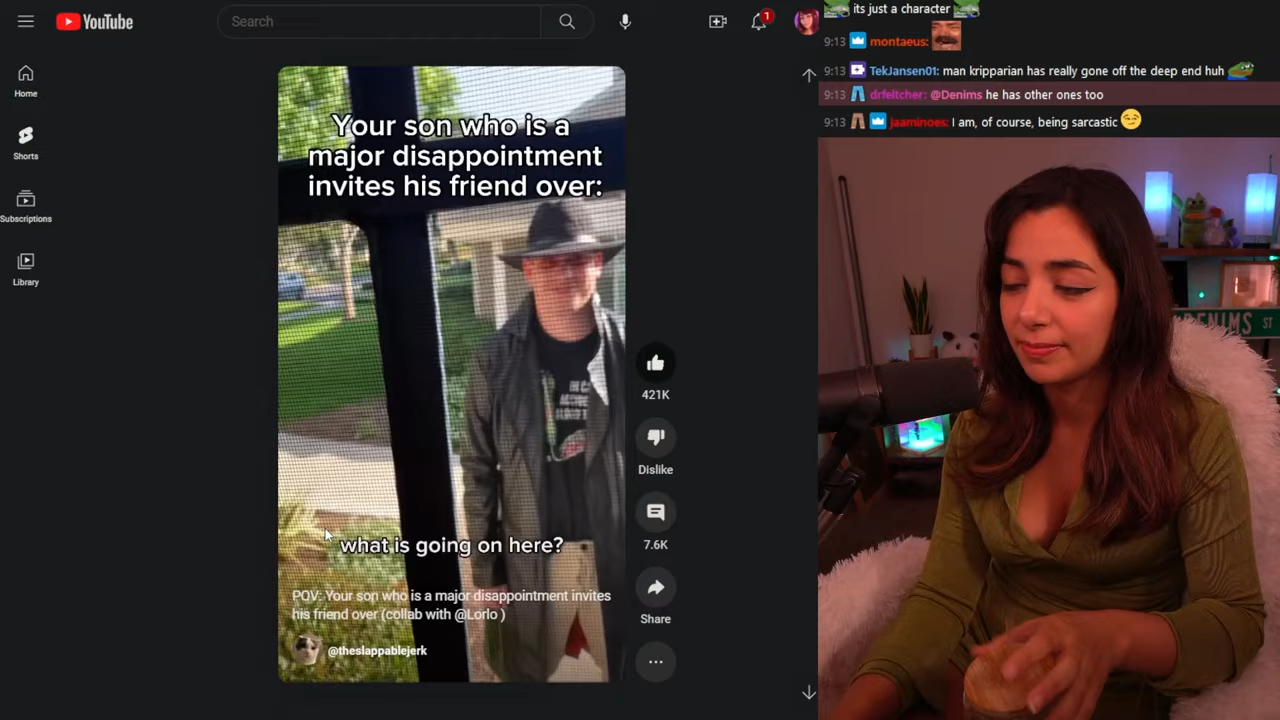 YouTube
Search
1
Home
Shorts
Subscriptions
Library
Your son who is a
major disappointment
invites his friend over:
what is going on here?
POV: Your son who is a major disappointment invites
his friend over (collab with @Lorlo )
@theslappablejerk
421K
Dislike
7.6K
Share
its just a character
9:13 montaeus:
9:13 TekJansen01: man kripparian has really gone off the deep end huh
9:13 drfeltcher: @Denims he has other ones too
9:13 jaaminoes: I am, of course, being sarcastic
DENIMS ST